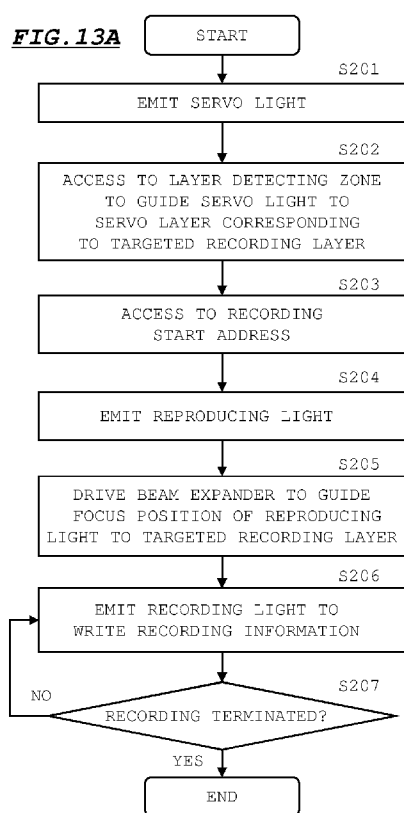 FIG.13A
START
S201
EMIT SERVO LIGHT
S202
ACCESS TO LAYER DETECTING ZONE
TO GUIDE SERVO LIGHT TO
SERVO LAYER CORRESPONDING
TO TARGETED RECORDING LAYER
S203
ACCESS TO RECORDING
START ADDRESS
S204
EMIT REPRODUCING LIGHT
S205
DRIVE BEAM EXPANDER TO GUIDE
FOCUS POSITION OF REPRODUCING
LIGHT TO TARGETED RECORDING LAYER
S206
EMIT RECORDING LIGHT TO
WRITE RECORDING INFORMATION
S207
NO
RECORDING TERMINATED?
YES
END